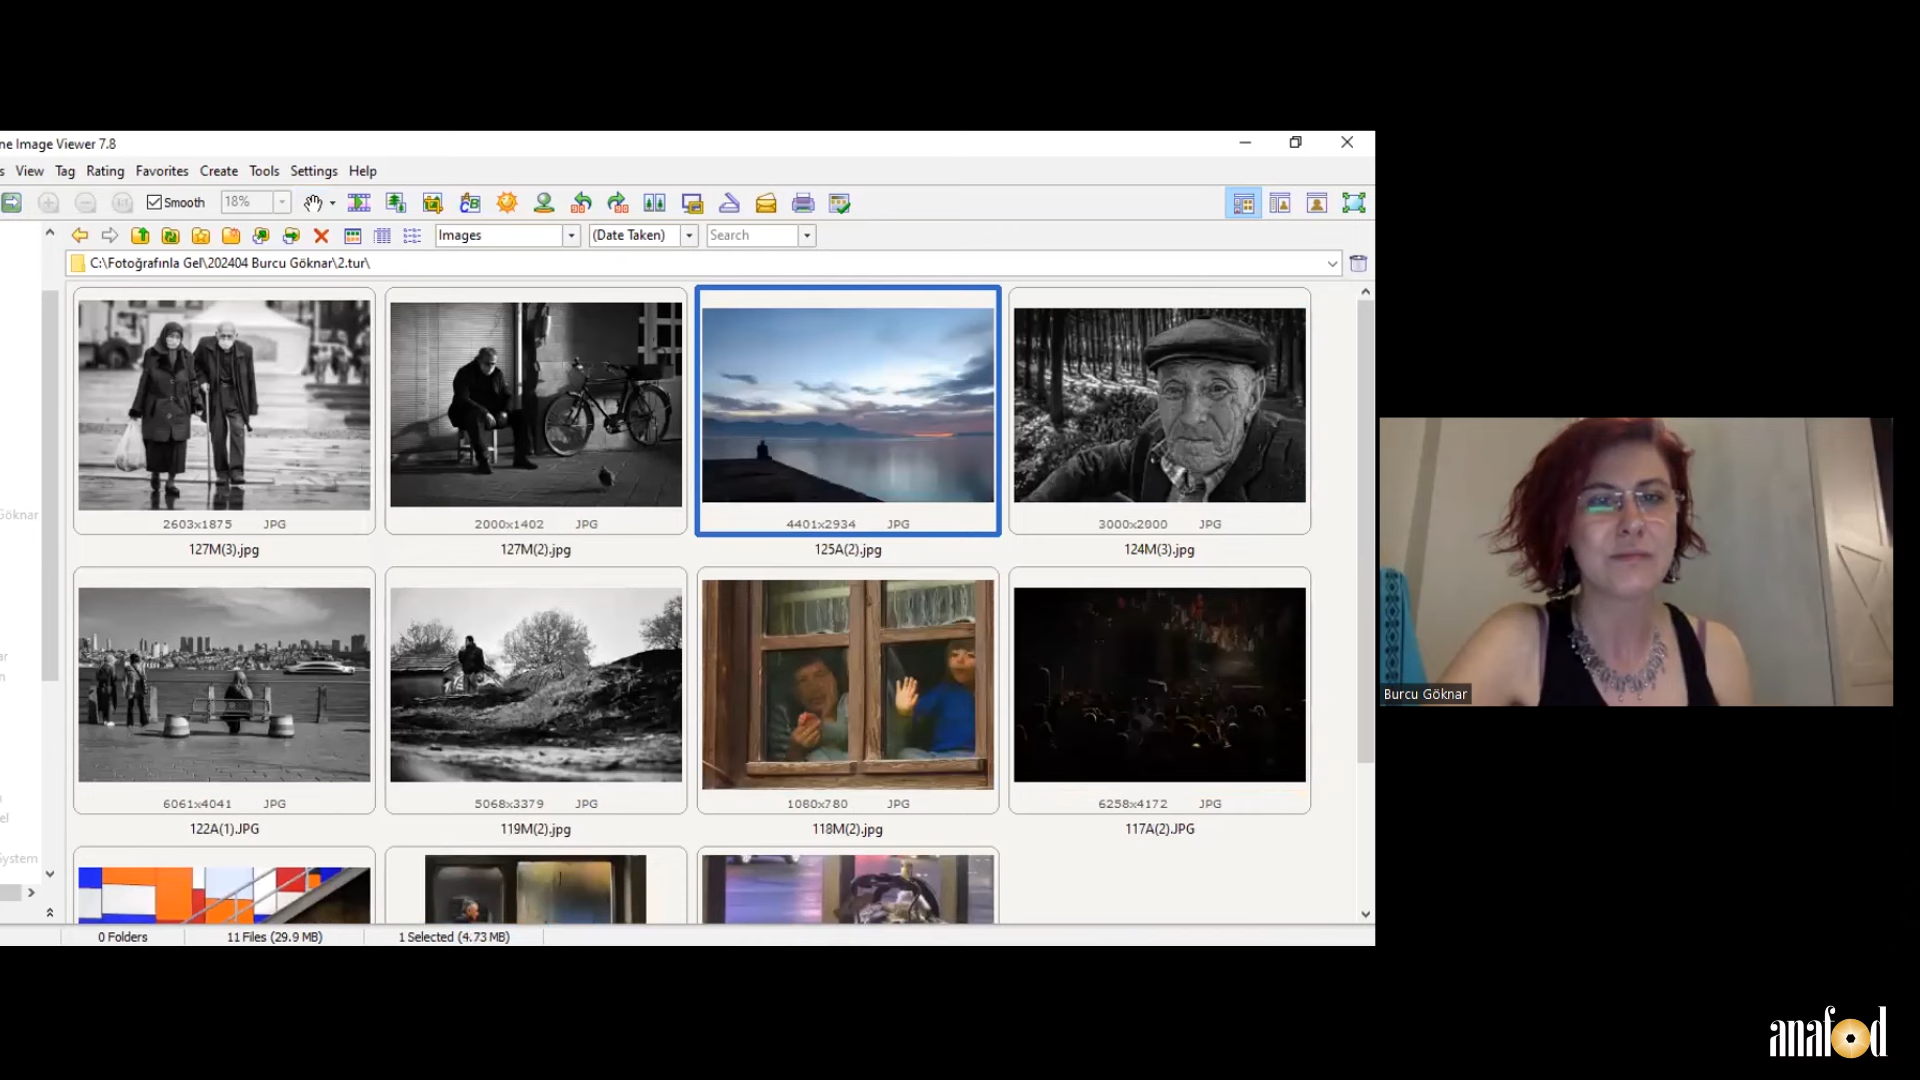 ne Image Viewer 7.8
s View Tag Rating Favorites Create Tools Settings Help
Smooth 18%
Images (Date Taken) Search
C:\Fotoğrafınla Gel\202404 Burcu Göknar\2.tur\
2603x1875 JPG 2000x1402 JPG 4401x2934 JPG 3000x2000 JPG
127M(3).jpg 127M(2).jpg 125A(2).jpg 124M(3).jpg
Göknar
ar
n
el
System
6061x4041 JPG 5068x3379 JPG 1080x780 JPG 6258x4172 JPG
122A(1).JPG 119M(2).jpg 118M(2).jpg 117A(2).JPG
0 Folders 11 Files (29.9 MB) 1 Selected (4.73 MB)
Burcu Göknar
anafod